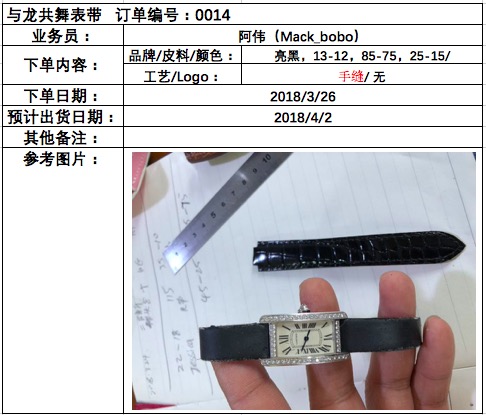 与龙共舞表带 订单编号：0014
业务员： 阿伟（Mack_bobo）
下单内容： 品牌/皮料/颜色： 亮黑，13-12，85-75，25-15/
工艺/Logo： 手缝/ 无
下单日期： 2018/3/26
预计出货日期： 2018/4/2
其他备注：
参考图片：
10
22-18